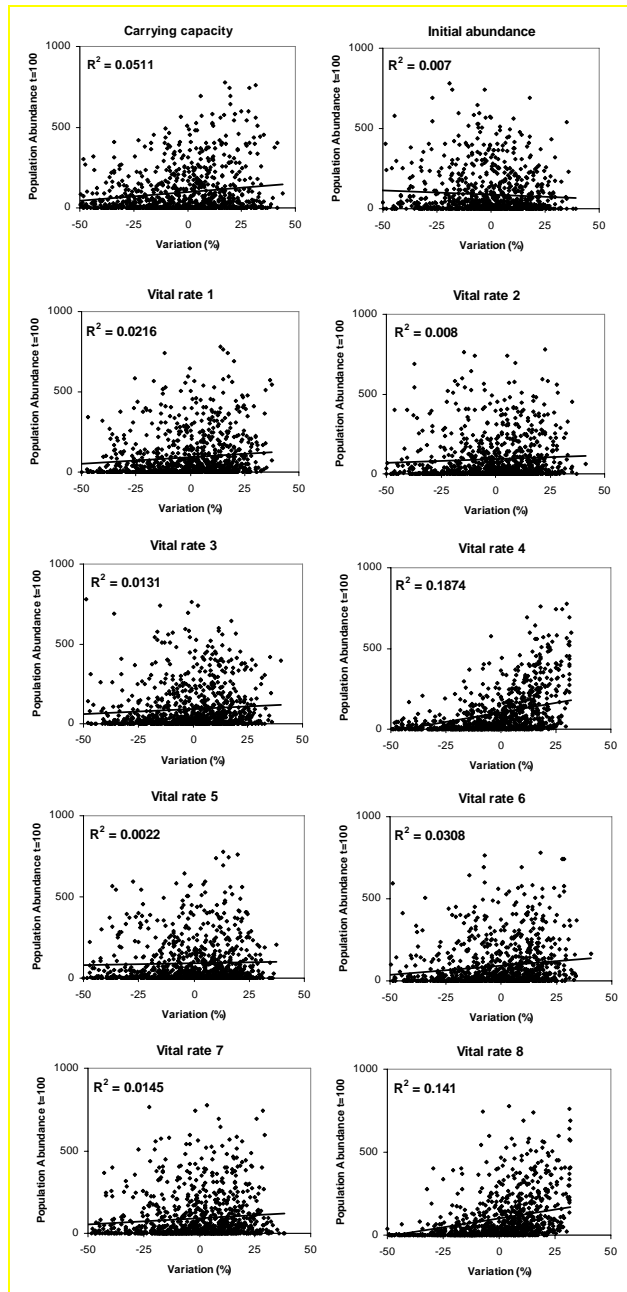 Carrying capacity
1000
500
0
-50 -25 0 25 50
Population Abundance t=100
Variation (%)
R² = 0.0511
Initial abundance
1000
500
0
-50 -25 0 25 50
Population Abundance t=100
Variation (%)
R² = 0.007
Vital rate 1
1000
500
0
-50 -25 0 25 50
Population Abundance t=100
Variation (%)
R² = 0.0216
Vital rate 2
1000
500
0
-50 -25 0 25 50
Population Abundance t=100
Variation (%)
R² = 0.008
Vital rate 3
1000
500
0
-50 -25 0 25 50
Population Abundance t=100
Variation (%)
R² = 0.0131
Vital rate 4
1000
500
0
-50 -25 0 25 50
Population Abundance t=100
Variation (%)
R² = 0.1874
Vital rate 5
1000
500
0
-50 -25 0 25 50
Population Abundance t=100
Variation (%)
R² = 0.0022
Vital rate 6
1000
500
0
-50 -25 0 25 50
Population Abundance t=100
Variation (%)
R² = 0.0308
Vital rate 7
1000
500
0
-50 -25 0 25 50
Population Abundance t=100
Variation (%)
R² = 0.0145
Vital rate 8
1000
500
0
-50 -25 0 25 50
Population Abundance t=100
Variation (%)
R² = 0.141